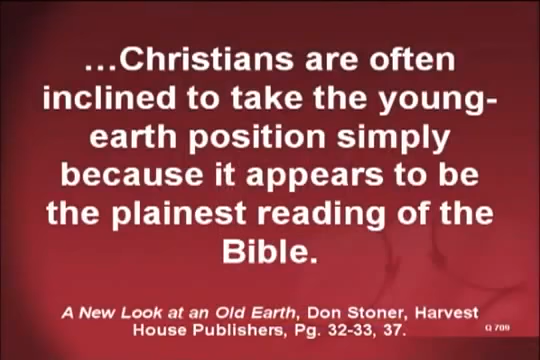 …Christians are often
inclined to take the young-
earth position simply
because it appears to be
the plainest reading of the
Bible.
A New Look at an Old Earth, Don Stoner, Harvest
House Publishers, Pg. 32-33, 37.
Q 709